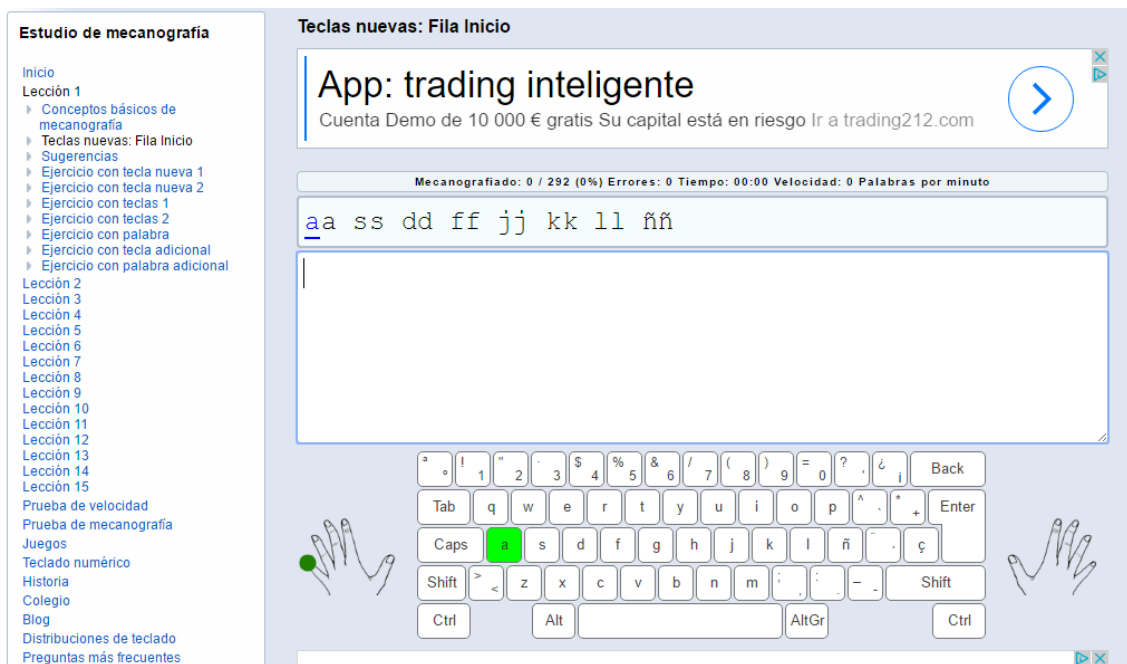 Estudio de mecanografía
Inicio
Lección 1
Conceptos básicos de
mecanografía
Teclas nuevas: Fila Inicio
Sugerencias
Ejercicio con tecla nueva 1
Ejercicio con tecla nueva 2
Ejercicio con teclas 1
Ejercicio con teclas 2
Ejercicio con palabra
Ejercicio con tecla adicional
Ejercicio con palabra adicional
Lección 2
Lección 3
Lección 4
Lección 5
Lección 6
Lección 7
Lección 8
Lección 9
Lección 10
Lección 11
Lección 12
Lección 13
Lección 14
Lección 15
Prueba de velocidad
Prueba de mecanografía
Juegos
Teclado numérico
Historia
Colegio
Blog
Distribuciones de teclado
Preguntas más frecuentes
Teclas nuevas: Fila Inicio
App: trading inteligente
Cuenta Demo de 10 000 € gratis Su capital está en riesgo Ir a trading212.com
Mecanografiado: 0 / 292 (0%) Errores: 0 Tiempo: 00:00 Velocidad: 0 Palabras por minuto
aa ss dd ff jj kk ll ññ
ª º ! 1 " 2 · 3 $ 4 % 5 & 6 / 7 ( 8 ) 9 = 0 ? ' ¿ ¡ Back
Tab q w e r t y u i o p ^ * + Enter
Caps a s d f g h j k l ñ ¨ ç
Shift > < z x c v b n m ; , : . _ - Shift
Ctrl Alt AltGr Ctrl